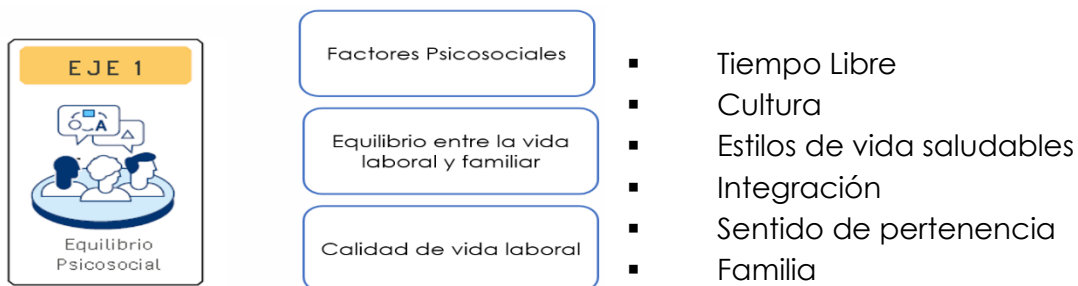 EJE 1
A
A
Equilibrio
Psicosocial
Factores Psicosociales
Equilibrio entre la vida
laboral y familiar
Calidad de vida laboral
▪ Tiempo Libre
▪ Cultura
▪ Estilos de vida saludables
▪ Integración
▪ Sentido de pertenencia
▪ Familia